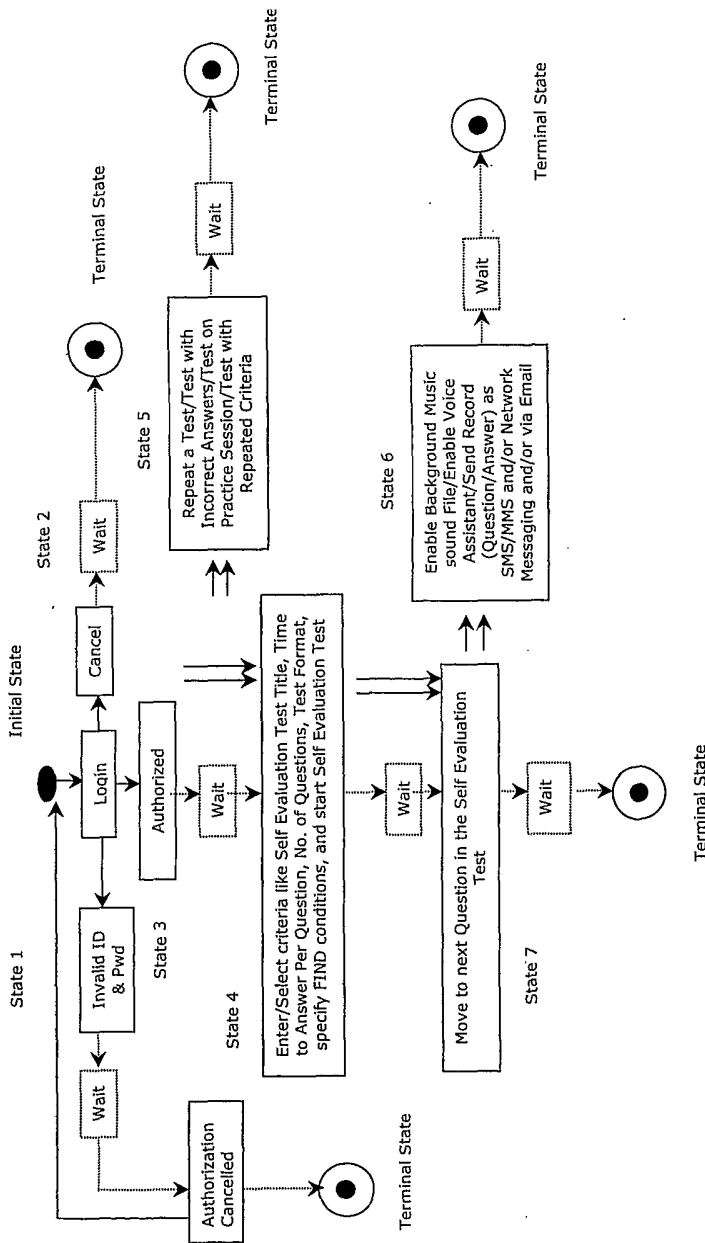 Initial State
State 1
Login
Cancel
Wait
State 2
Terminal State
Invalid ID
& Pwd
State 3
Wait
Authorization
Cancelled
Terminal State
Authorized
Wait
State 4
Enter/Select criteria like Self Evaluation Test Title, Time
to Answer Per Question, No. of Questions, Test Format,
specify FIND conditions, and start Self Evaluation Test
State 5
Repeat a Test/Test with
Incorrect Answers/Test on
Practice Session/Test with
Repeated Criteria
Wait
Terminal State
Wait
Move to next Question in the Self Evaluation
Test
State 7
Wait
Terminal State
State 6
Enable Background Music
sound File/Enable Voice
Assistant/Send Record
(Question/Answer) as
SMS/MMS and/or Network
Messaging and/or via Email
Wait
Terminal State